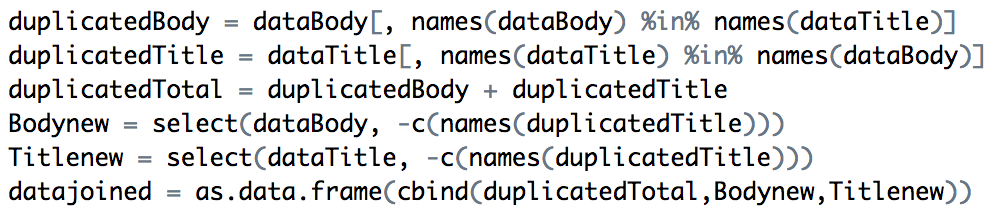 duplicatedBody = dataBody[, names(dataBody) %in% names(dataTitle)]
duplicatedTitle = dataTitle[, names(dataTitle) %in% names(dataBody)]
duplicatedTotal = duplicatedBody + duplicatedTitle
Bodynew = select(dataBody, -c(names(duplicatedTitle)))
Titlenew = select(dataTitle, -c(names(duplicatedTitle)))
datajoined = as.data.frame(cbind(duplicatedTotal,Bodynew,Titlenew))